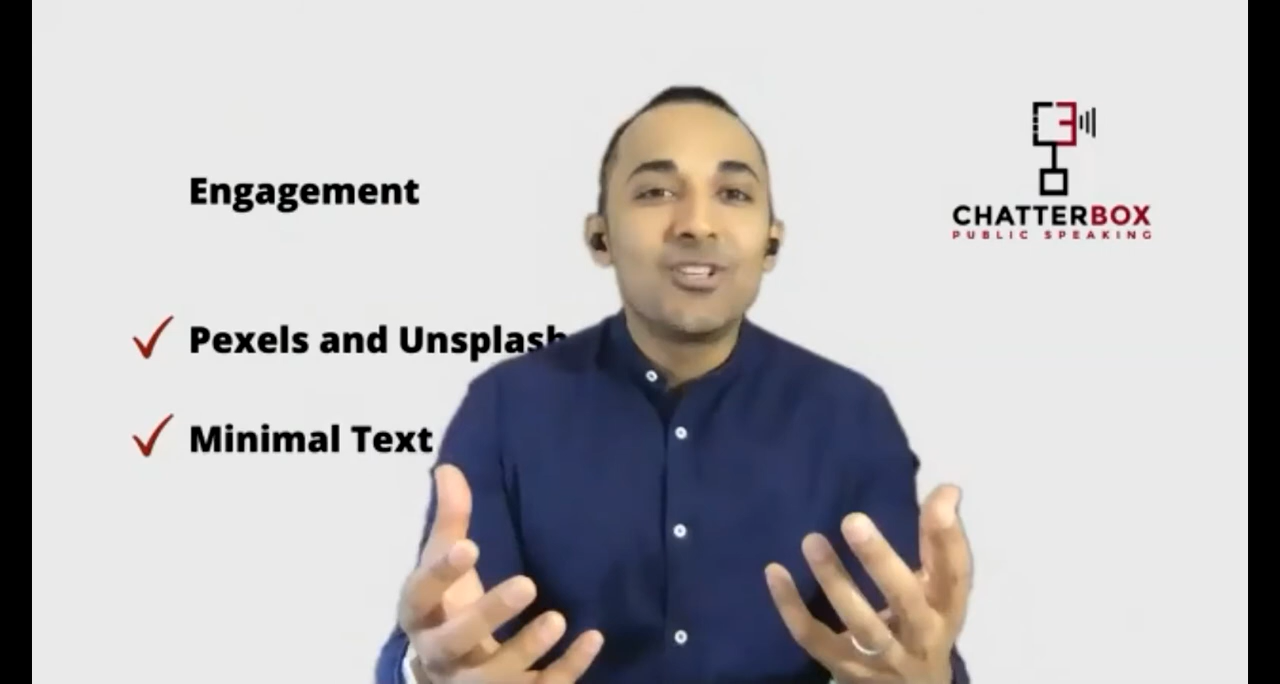 Engagement
CHATTERBOX
PUBLIC SPEAKING
Pexels and Unsplash
Minimal Text